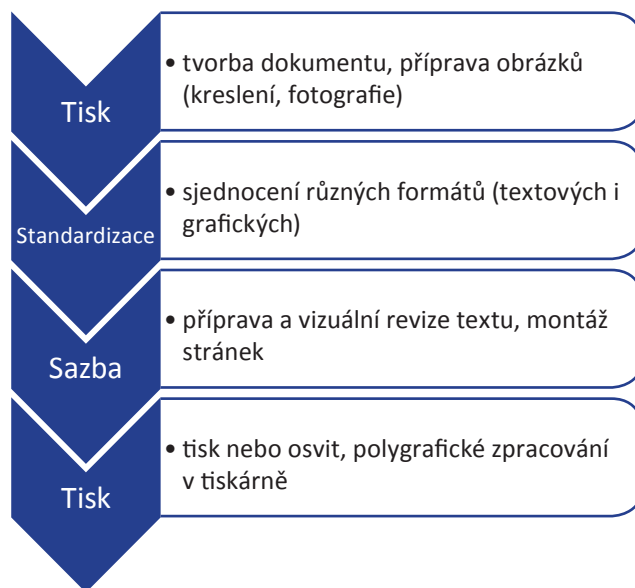 Tisk
• tvorba dokumentu, příprava obrázků
(kreslení, fotografie)
Standardizace
• sjednocení různých formátů (textových i
grafických)
Sazba
• příprava a vizuální revize textu, montáž
stránek
Tisk
• tisk nebo osvit, polygrafické zpracování
v tiskárně